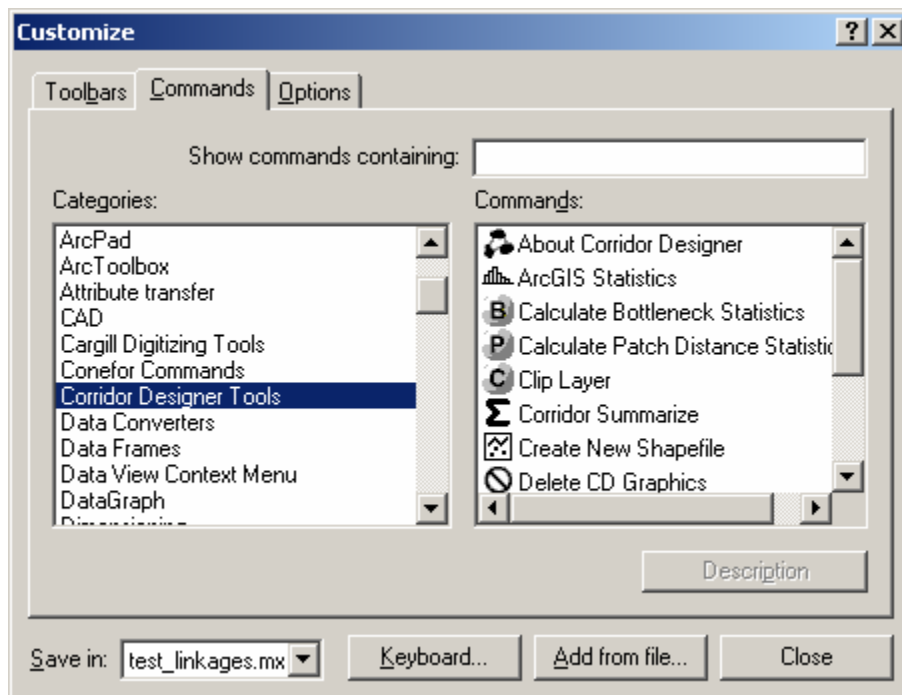 Customize
Toolbars
Commands
Options
Show commands containing:
Categories:
ArcPad
ArcToolbox
Attribute transfer
CAD
Cargill Digitizing Tools
Conefor Commands
Corridor Designer Tools
Data Converters
Data Frames
Data View Context Menu
DataGraph
Dimensioning
Commands:
About Corridor Designer
ArcGIS Statistics
B Calculate Bottleneck Statistics
P Calculate Patch Distance Statistic
C Clip Layer
Σ Corridor Summarize
Create New Shapefile
Delete CD Graphics
Description
Save in:
test_linkages.mx
Keyboard...
Add from file...
Close